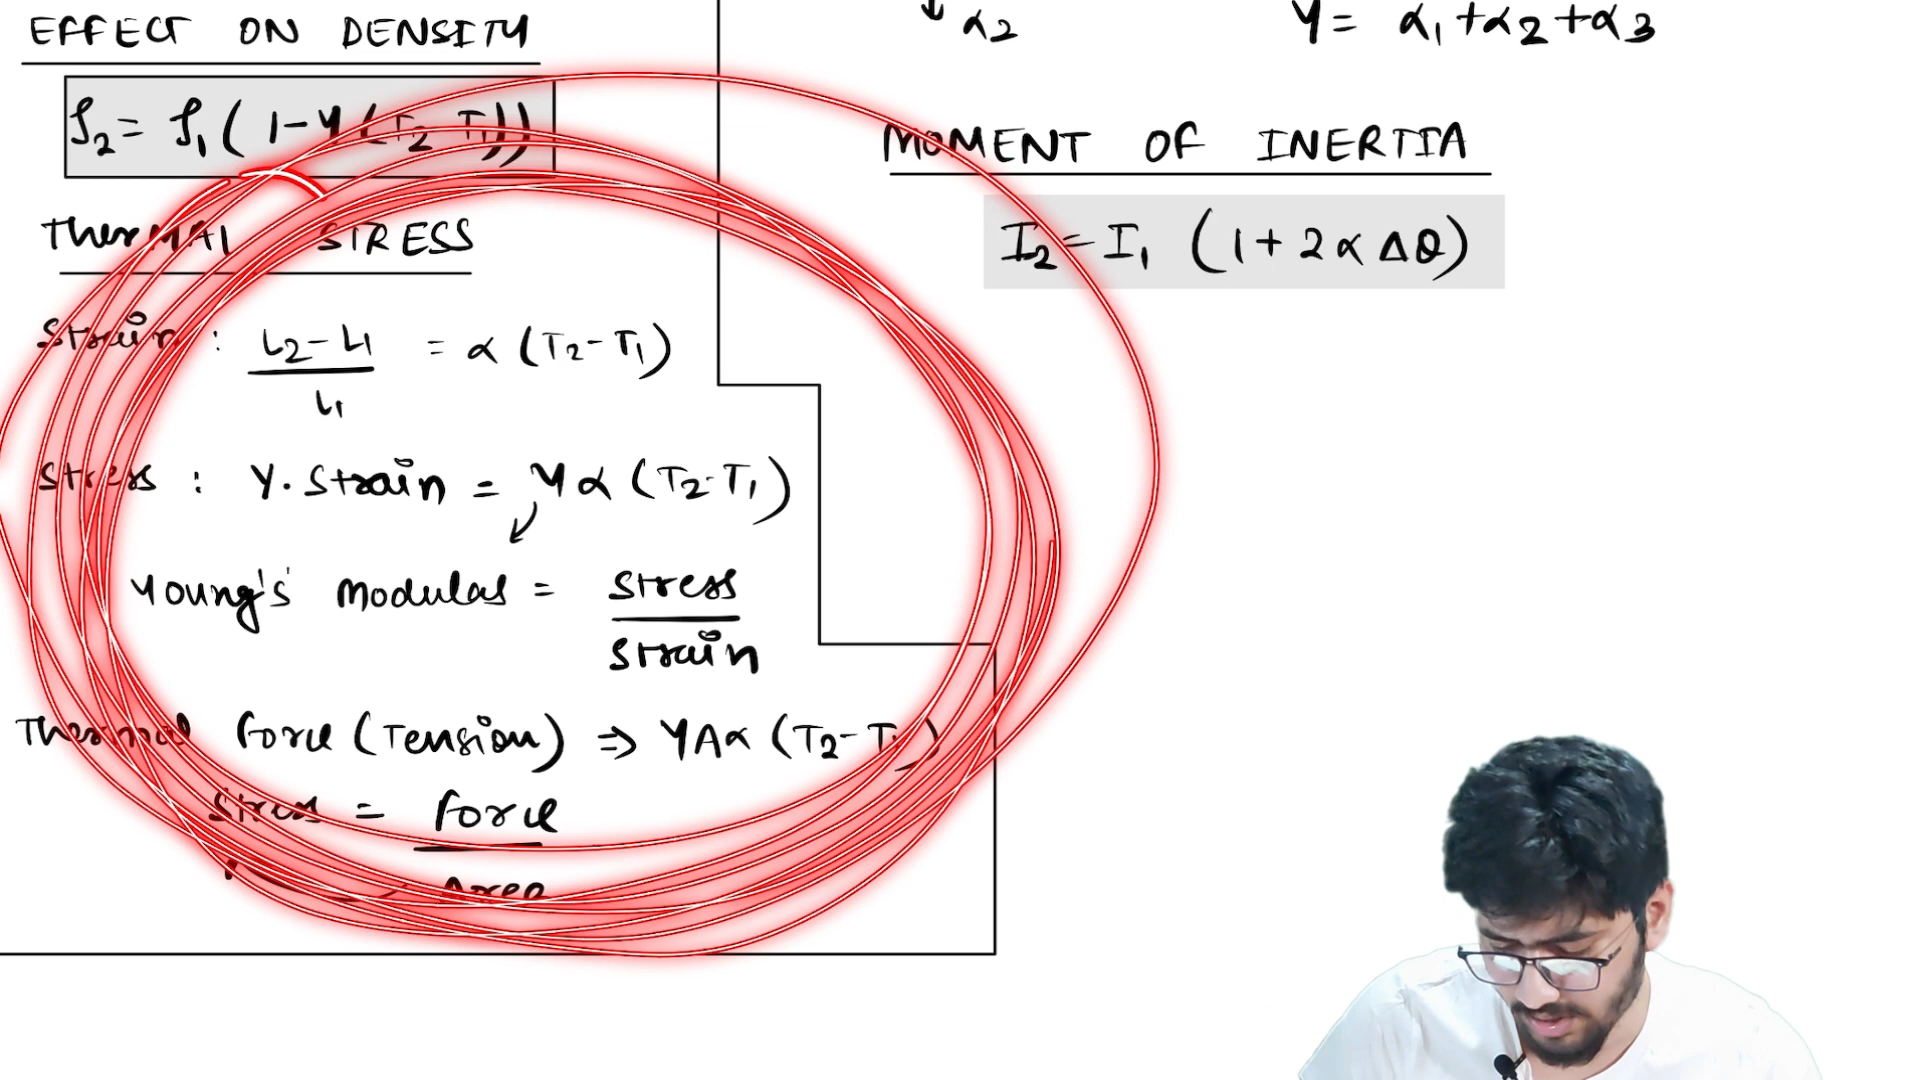 EFFECT ON DENSITY
ρ₂ = ρ₁ ( 1 - γ (T₂ - T₁))
Thermal STRESS
Strain : L₂ - L₁ / L₁ = α (T₂ - T₁)
Stress : Y. Strain = Yα (T₂ - T₁)
Young's Modulas = Stress / Strain
Thermal Force (Tension) ⇒ YAα (T₂ - T₁)
Stress = Force / Area
α₂
γ = α₁ + α₂ + α₃
MOMENT OF INERTIA
I₂ = I₁ (1 + 2α Δθ)